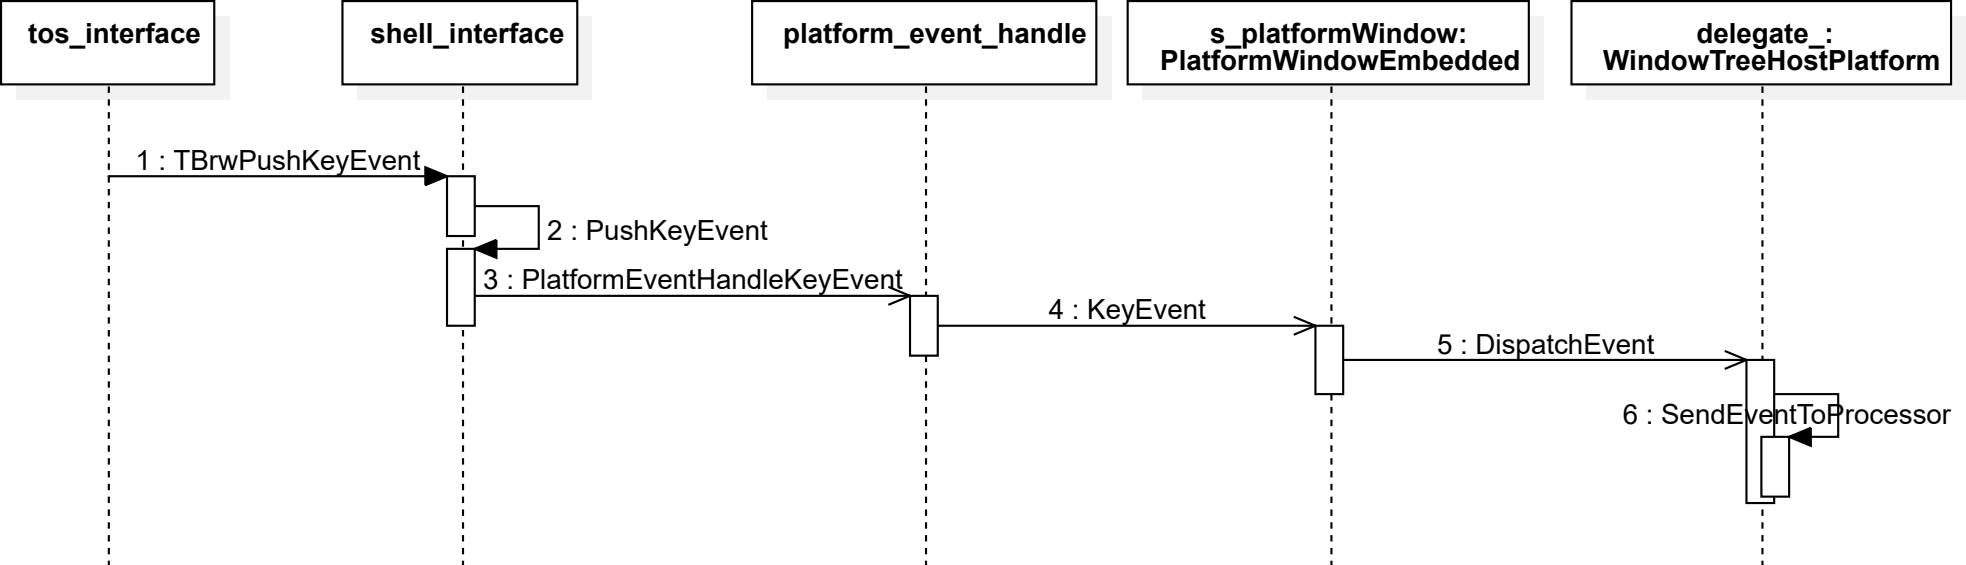 tos_interface
shell_interface
platform_event_handle
s_platformWindow:
PlatformWindowEmbedded
delegate_:
WindowTreeHostPlatform
1 : TBrwPushKeyEvent
2 : PushKeyEvent
3 : PlatformEventHandleKeyEvent
4 : KeyEvent
5 : DispatchEvent
6 : SendEventToProcessor